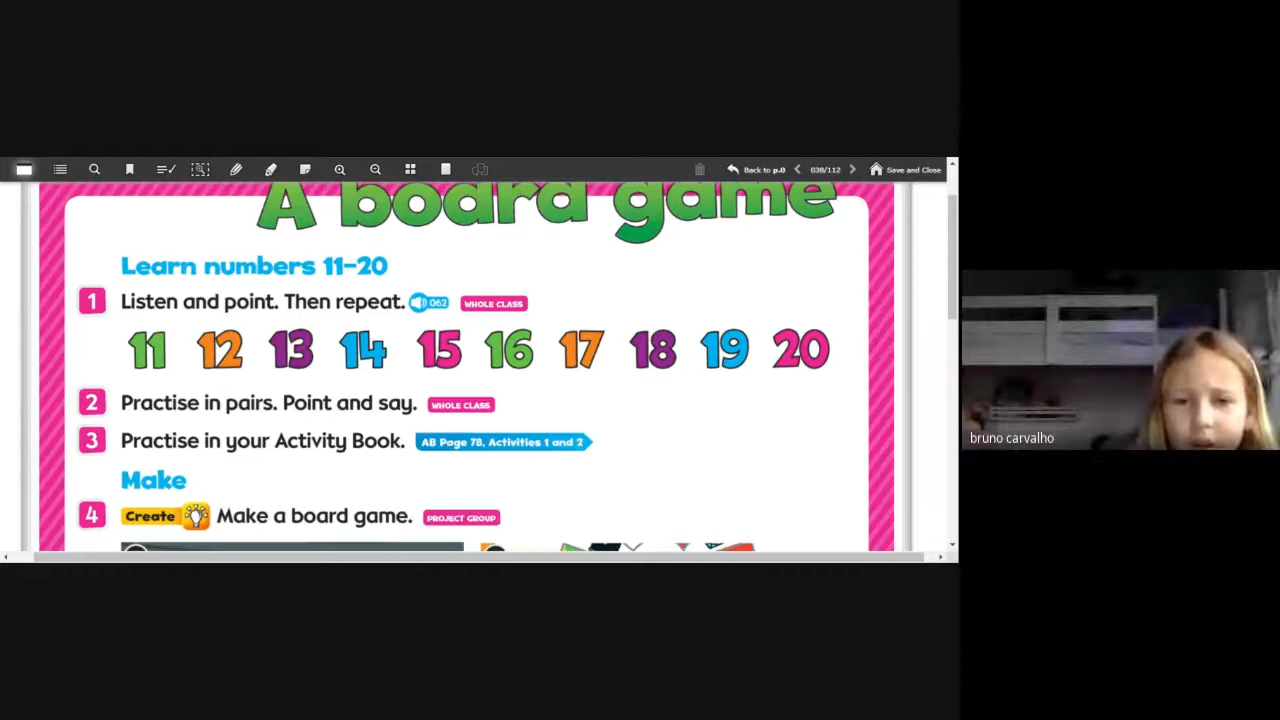 Back to p.0 038/112 Save and Close
A board game
Learn numbers 11-20
1 Listen and point. Then repeat. 062 WHOLE CLASS
11 12 13 14 15 16 17 18 19 20
2 Practise in pairs. Point and say. WHOLE CLASS
3 Practise in your Activity Book. AB Page 78, Activities 1 and 2
bruno carvalho
Make
4 Create Make a board game. PROJECT GROUP